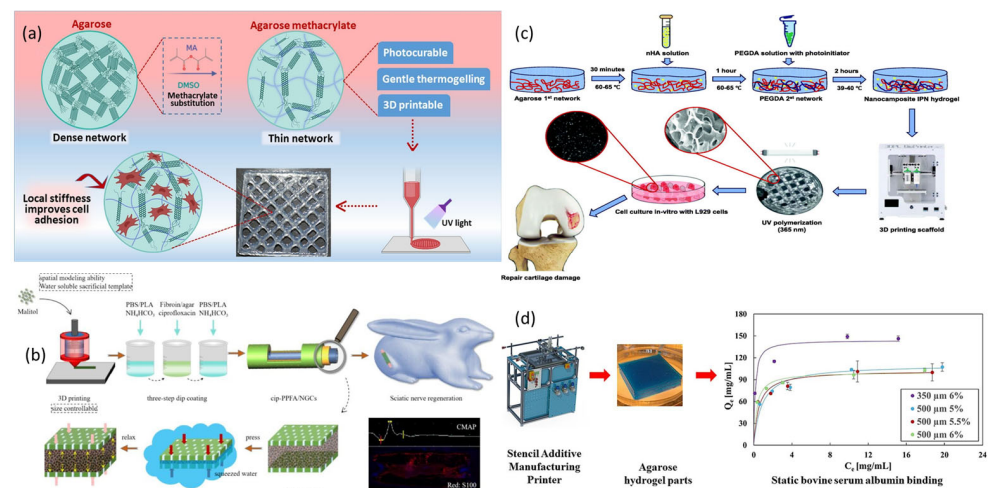 (a)
Agarose
MA
DMSO
Methacrylate
substitution
Dense network
Agarose methacrylate
Thin network
Photocurable
Gentle thermogelling
3D printable
Local stiffness
improves cell
adhesion
UV light
(b)
spatial modeling ability
Water soluble sacrificial template
Malitol
3D printing
size controllable
PBS/PLA
NH4HCO3
Fibroin/agar
ciprofloxacin
PBS/PLA
NH4HCO3
three-step dip coating
cip-PPFA/NGCs
Sciatic nerve regeneration
relax
squeezed water
press
CMAP
Red: S100
(c)
nHA solution
PEGDA solution with photoinitiator
30 minutes
60-65 ºC
1 hour
60-65 ºC
2 hours
39-40 ºC
Agarose 1st network
PEGDA 2st network
Nanocomposite IPN hydrogel
Cell culture in-vitro with L929 cells
UV polymerization
(365 nm)
3D printing scaffold
Repair cartilage damage
(d)
Stencil Additive
Manufacturing
Printer
Agarose
hydrogel parts
Qe [mg/mL]
180
150
120
90
60
30
0
0
4
8
12
16
20
24
Ce [mg/mL]
350 µm 6%
500 µm 5%
500 µm 5.5%
500 µm 6%
Static bovine serum albumin binding